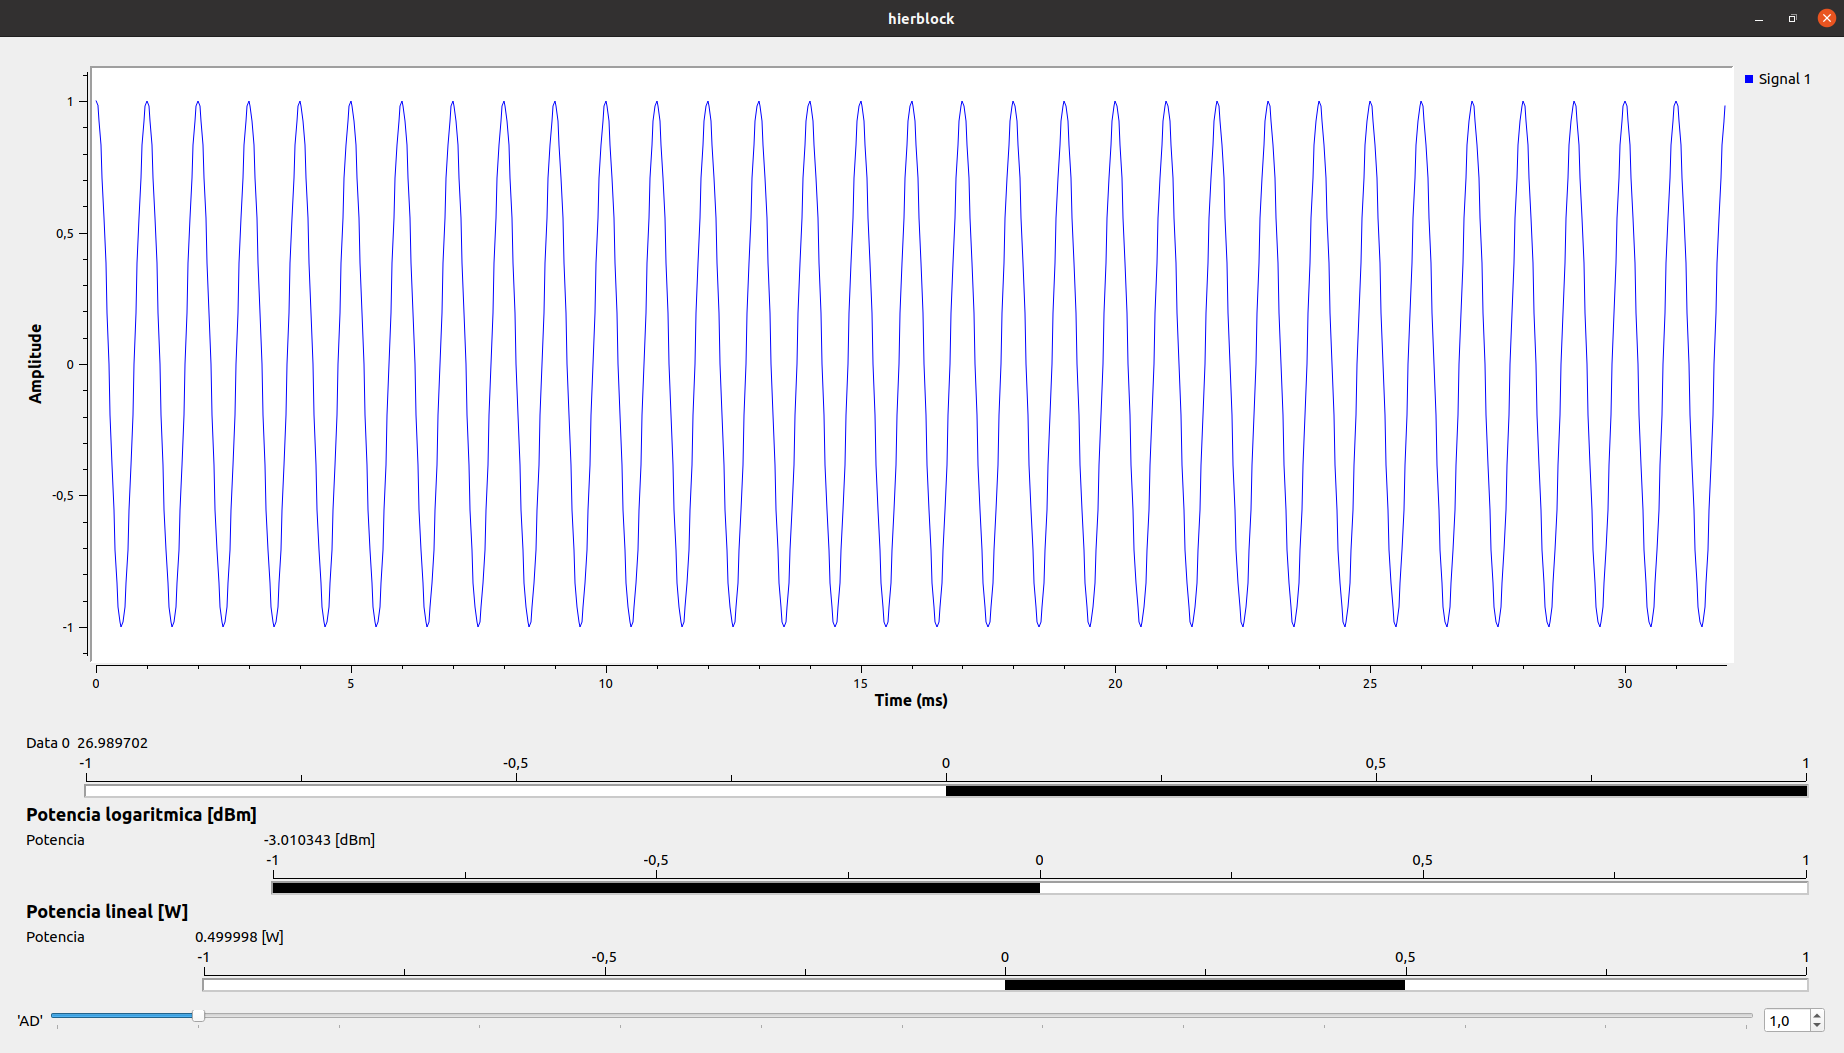 hierblock
Signal 1
1
0,5
0
-0,5
-1
Amplitude
0 5 10 15 20 25 30
Time (ms)
Data 0 26.989702
-1 -0,5 0 0,5 1
Potencia logaritmica [dBm]
Potencia -3.010343 [dBm]
-1 -0,5 0 0,5 1
Potencia lineal [W]
Potencia 0.499998 [W]
-1 -0,5 0 0,5 1
'AD' 1,0